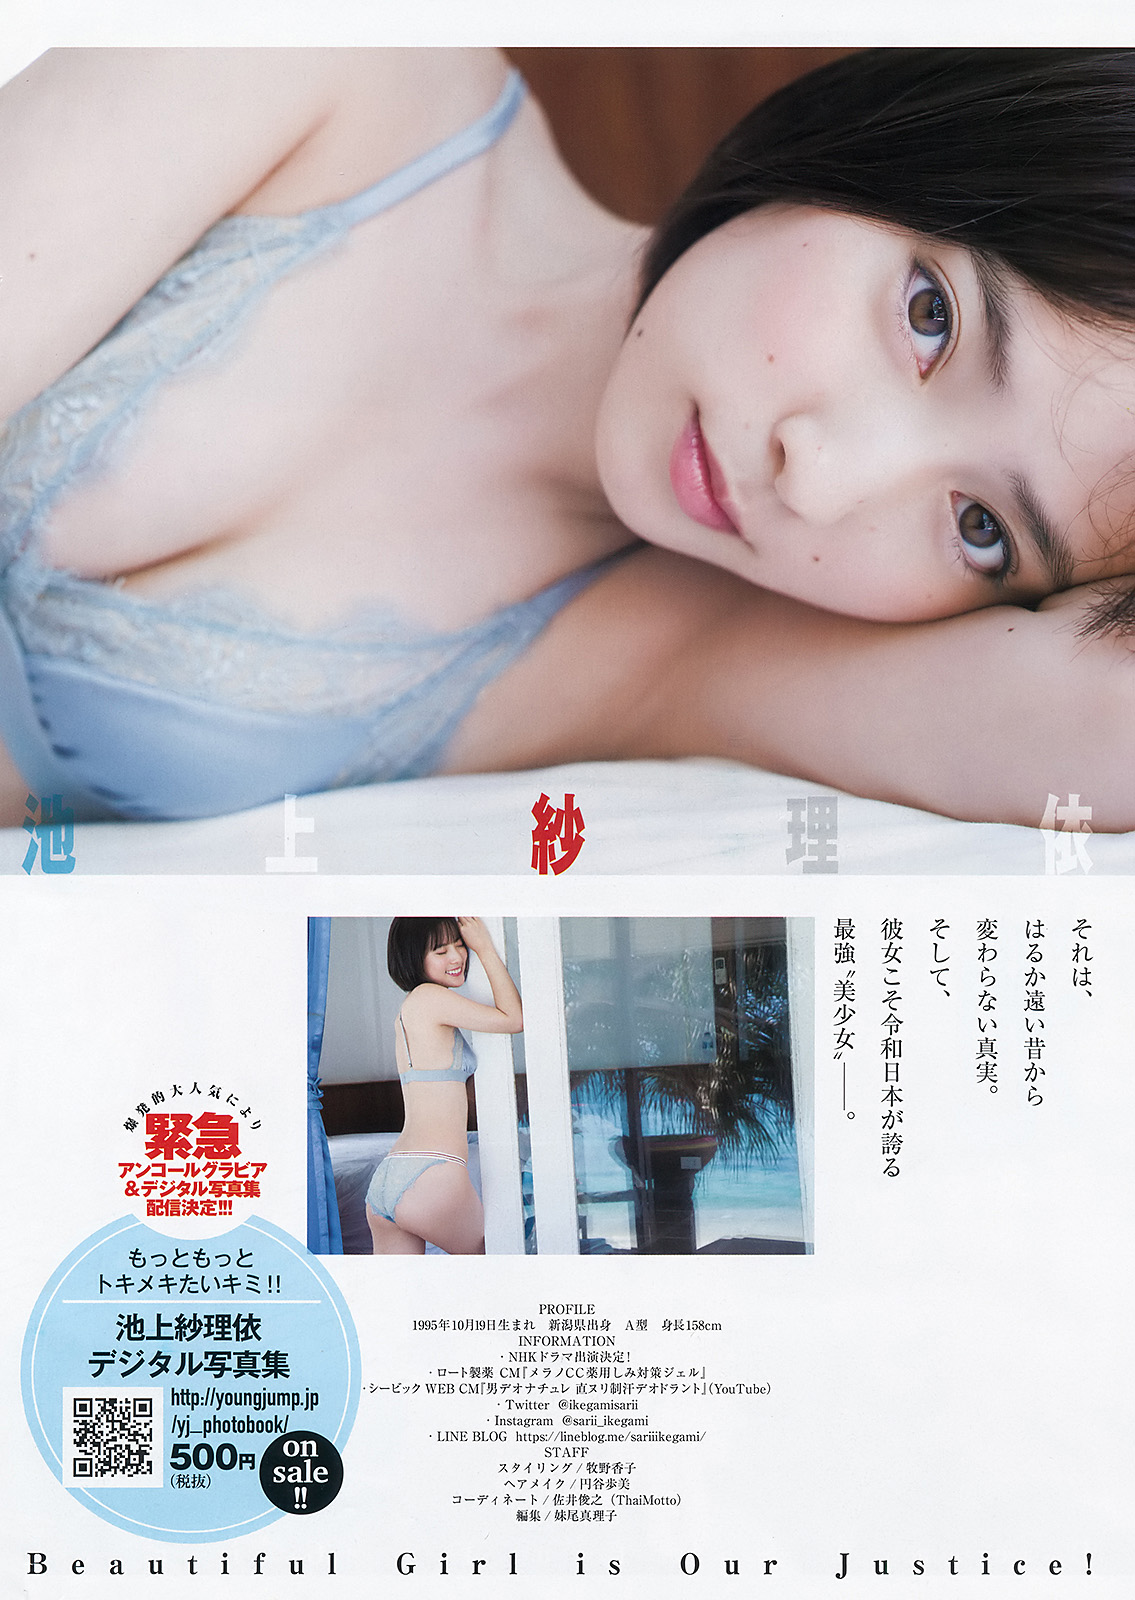 池上紗理依
それは、
はるか遠い昔から
変わらない真実。
そして、
彼女こそ令和日本が誇る
最強〝美少女〟――。
爆発的大人気により
緊急
アンコールグラビア
&デジタル写真集
配信決定!!!
もっともっと
トキメキたいキミ!!
池上紗理依
デジタル写真集
http://youngjump.jp
/yj_photobook/
500円
(税抜)
on
sale
!!
PROFILE
1995年10月19日生まれ 新潟県出身 A型 身長158cm
INFORMATION
・NHKドラマ出演決定!
・ロート製薬 CM『メラノCC薬用しみ対策ジェル』
・シービック WEB CM『男デオナチュレ 直ヌリ制汗デオドラント』(YouTube)
・Twitter @ikegamisarii
・Instagram @sarii_ikegami
・LINE BLOG https://lineblog.me/sariiikegami/
STAFF
スタイリング/牧野香子
ヘアメイク/円谷歩美
コーディネート/佐井俊之(ThaiMotto)
編集/妹尾真理子
Beautiful Girl is Our Justice!